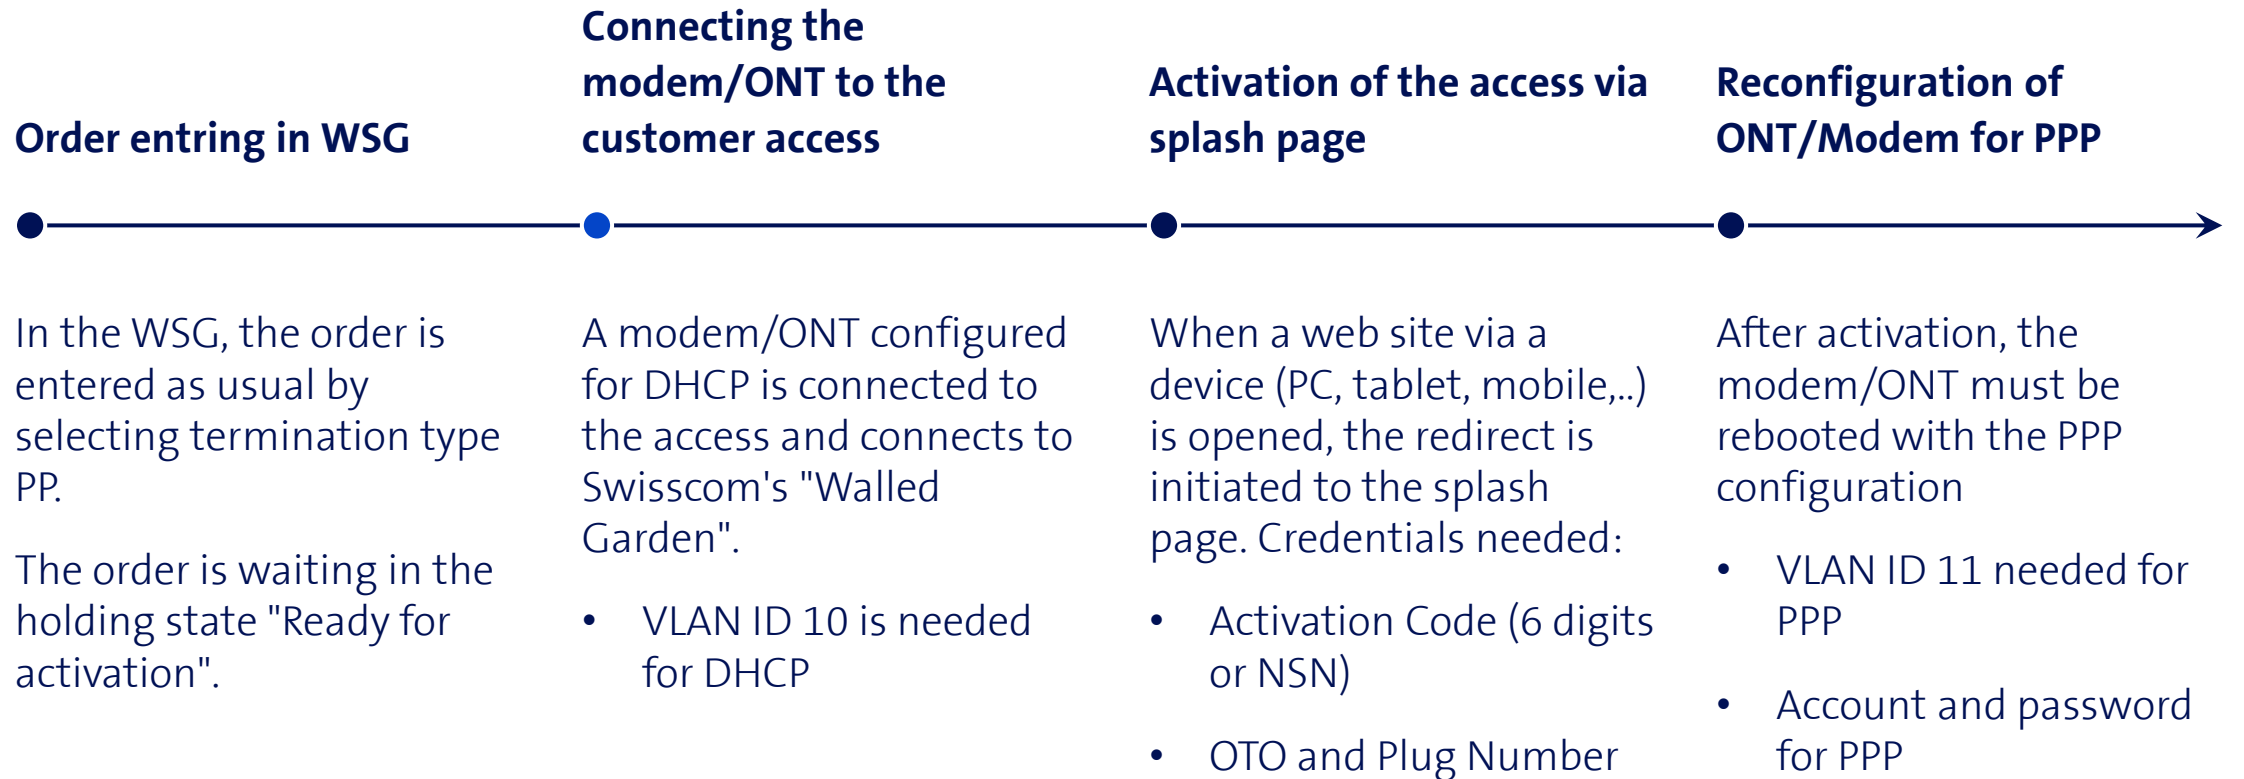 Order entring in WSG
In the WSG, the order is
entered as usual by
selecting termination type
PP.
The order is waiting in the
holding state "Ready for
activation".
Connecting the
modem/ONT to the
customer access
A modem/ONT configured
for DHCP is connected to
the access and connects to
Swisscom's "Walled
Garden".
• VLAN ID 10 is needed
for DHCP
Activation of the access via
splash page
When a web site via a
device (PC, tablet, mobile,..)
is opened, the redirect is
initiated to the splash
page. Credentials needed:
• Activation Code (6 digits
or NSN)
• OTO and Plug Number
Reconfiguration of
ONT/Modem for PPP
After activation, the
modem/ONT must be
rebooted with the PPP
configuration
• VLAN ID 11 needed for
PPP
• Account and password
for PPP